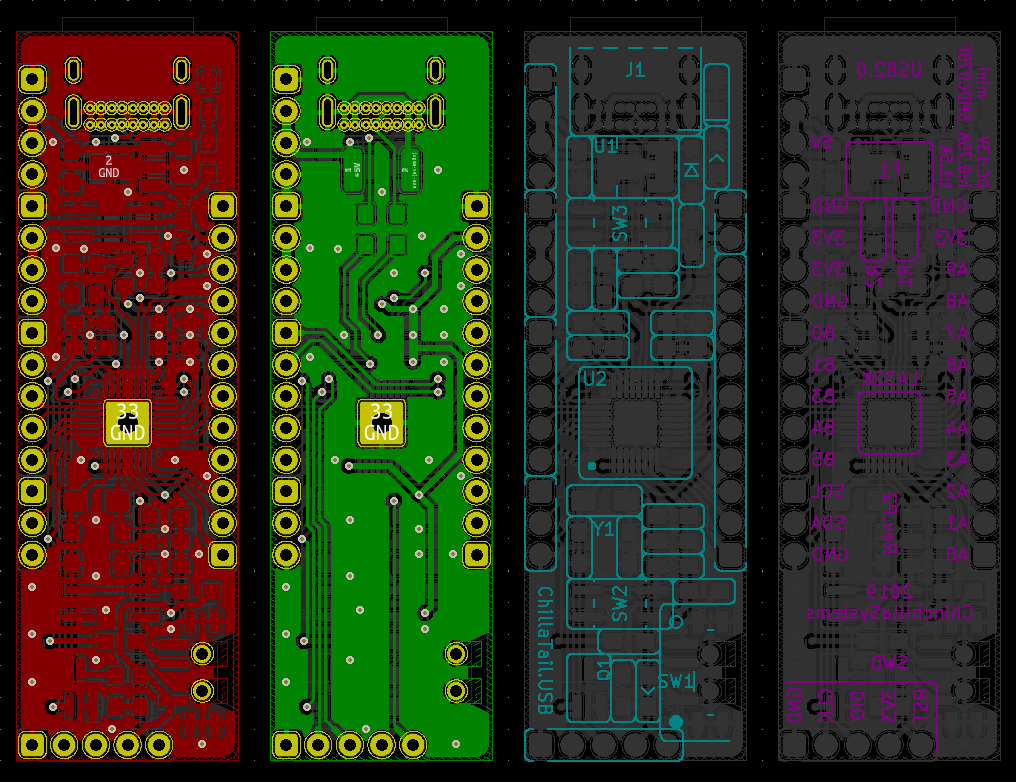 2
GND
33
GND
1
+5V
2
33
GND
J1
U1
SW3
U2
Y1
SW2
Q1
SW1
ChillaTail.USB
USB2.0
5V
GND
3V3
3V3
GND
B0
B1
B3
B4
B5
SCL
SDA
GND
GND
3V3
A9
A8
A7
A6
A5
A4
A3
A2
A1
A0
R2
R1
L432K
2019
ChinchillaSystems
SWD
GND
CLK
DIO
3V3
RST